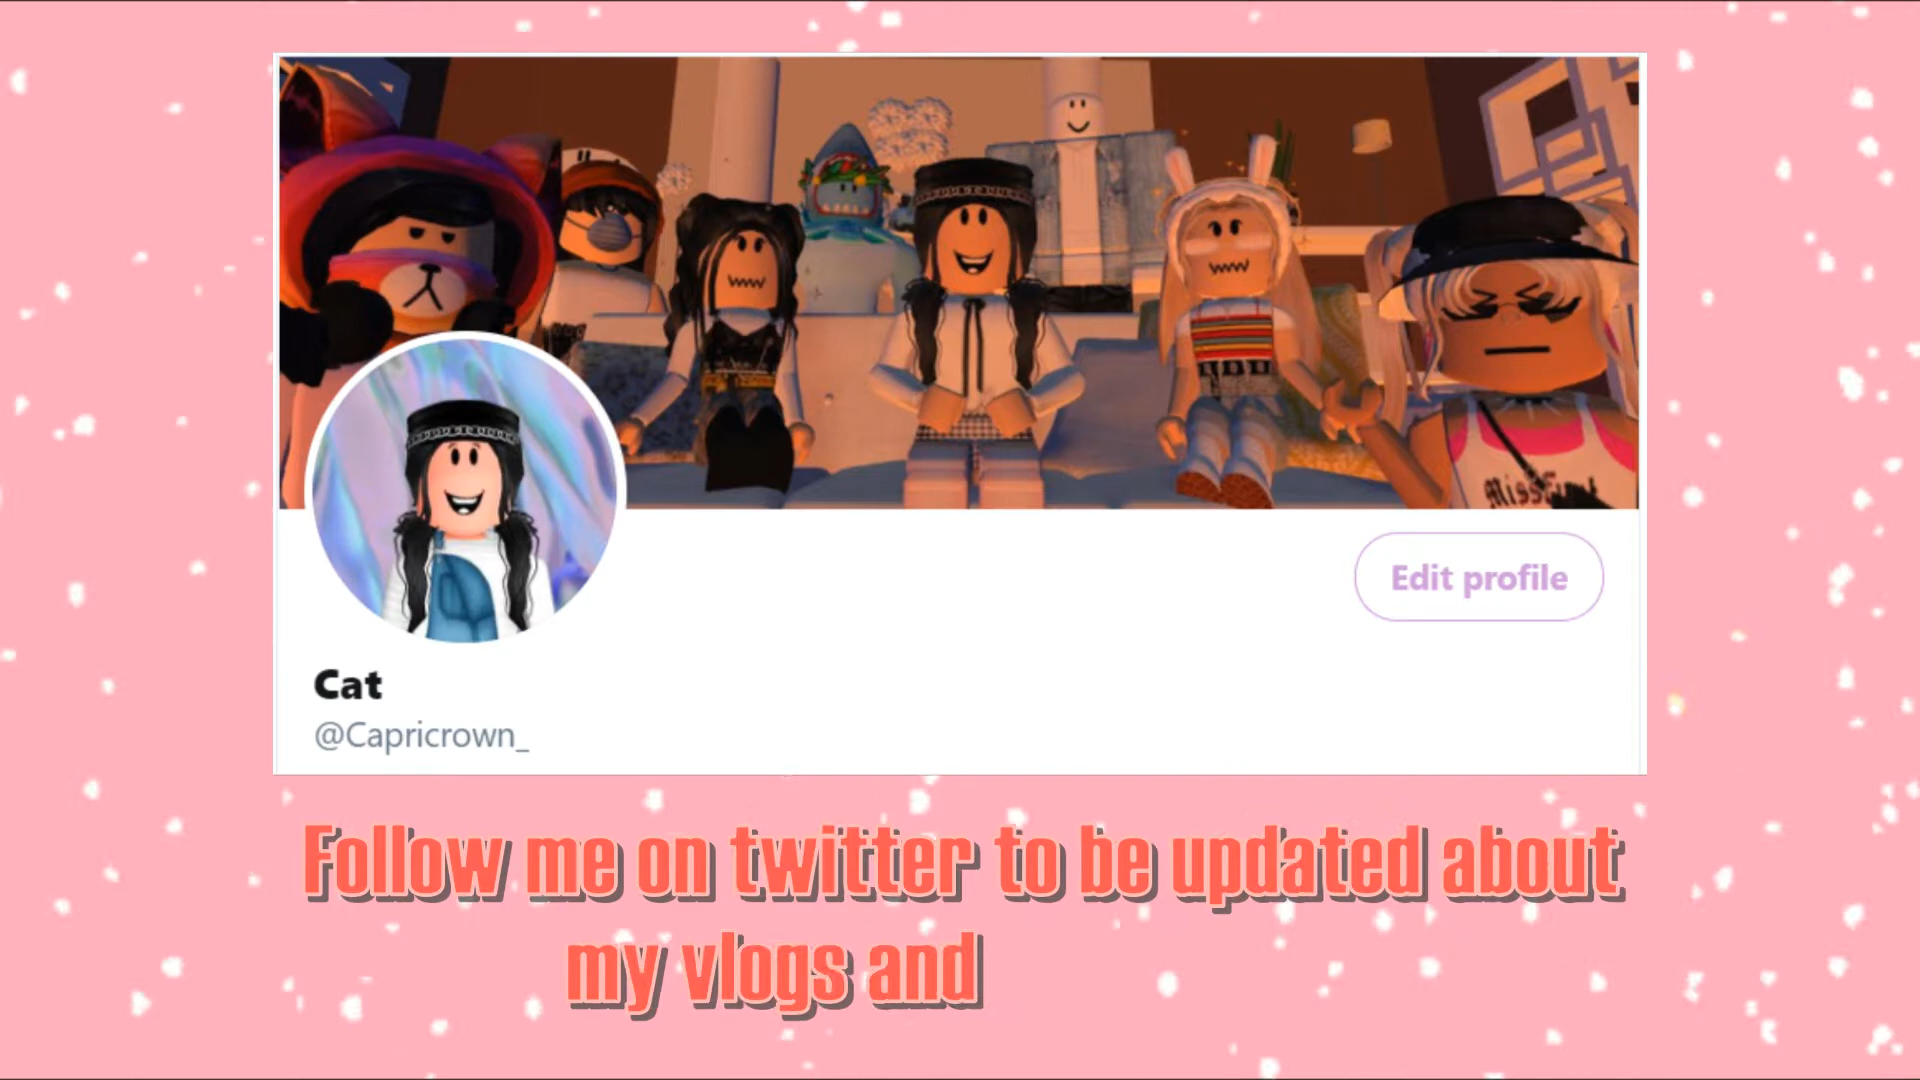 Edit profile
Cat
@Capricrown_
Follow me on twitter to be updated about
my vlogs and